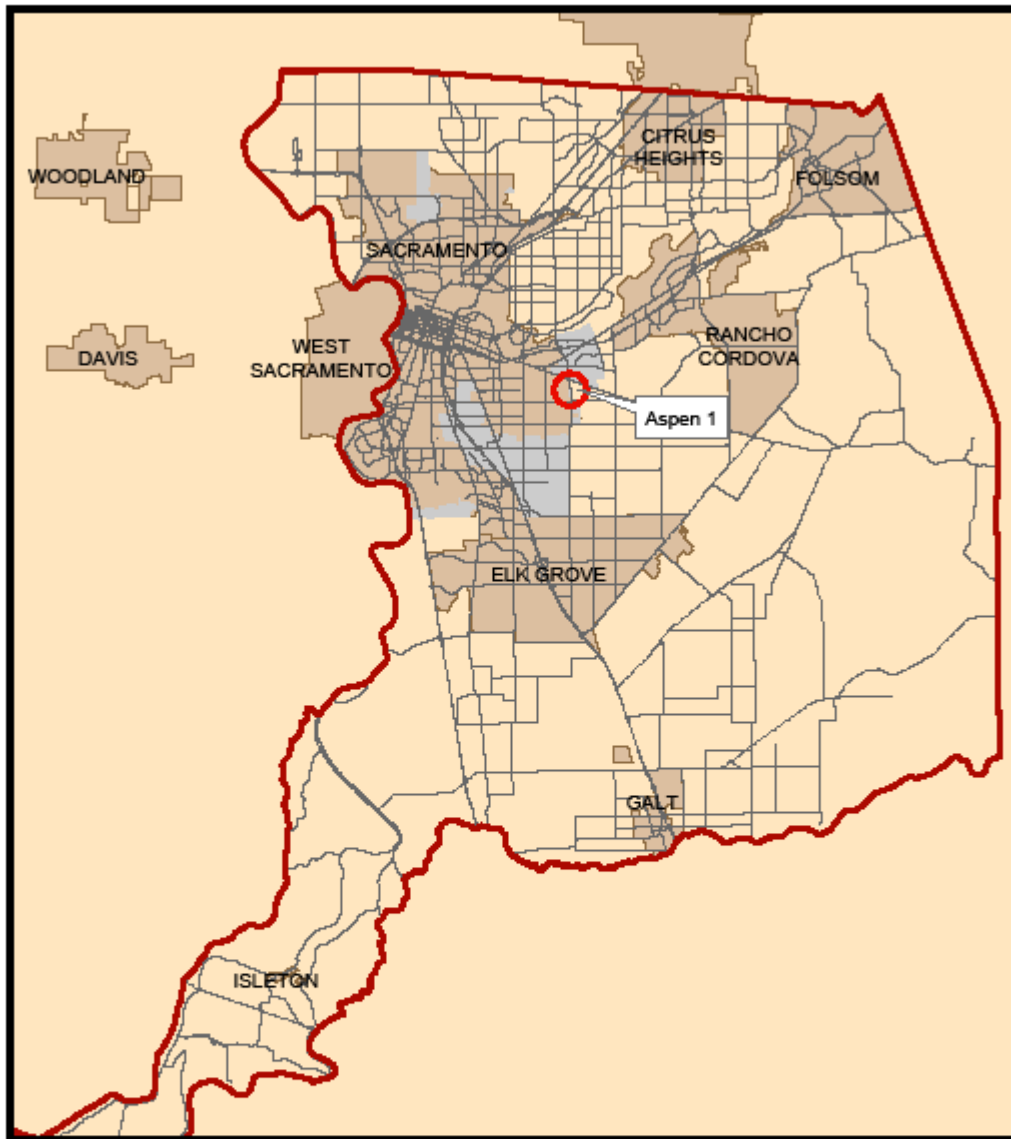 CITRUS
HEIGHTS
WOODLAND
FOLSOM
SACRAMENTO
RANCHO
CORDOVA
WEST
SACRAMENTO
DAVIS
Aspen 1
ELK GROVE
GALT
ISLETON